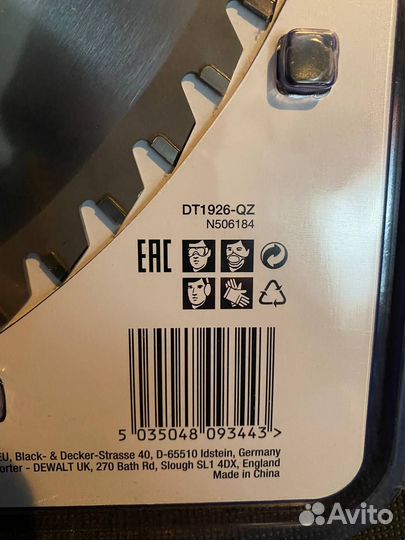 DT1926-QZ
N506184
EAC
5 035048 093443 >
EU, Black- & Decker-Strasse 40, D-65510 Idstein, Germany
orter - DEWALT UK, 270 Bath Rd, Slough SL1 4DX, England
Made in China
Avito